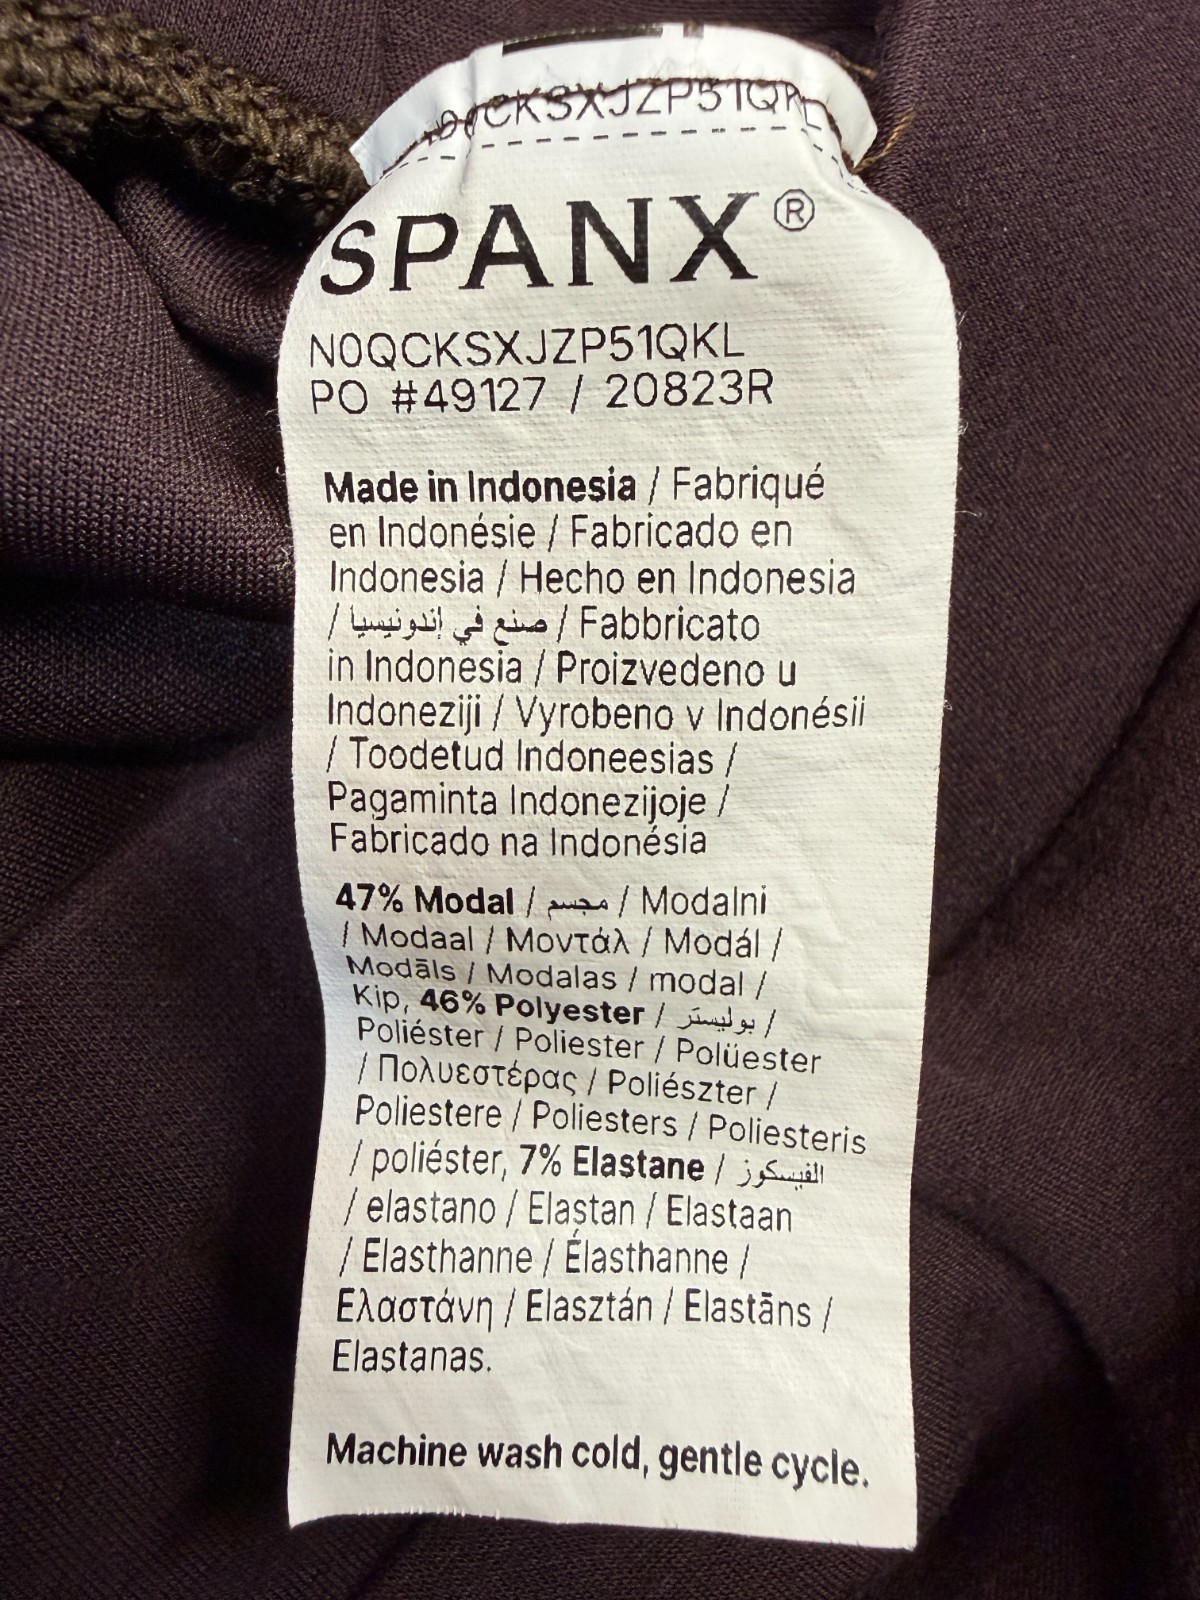 CKSXJZP51QK
SPANX®
N0QCKSXJZP51QKL
PO #49127 / 20823R
Made in Indonesia / Fabriqué
en Indonésie / Fabricado en
Indonesia / Hecho en Indonesia
/ صنع في إندونيسيا / Fabbricato
in Indonesia / Proizvedeno u
Indoneziji / Vyrobeno v Indonésii
/ Toodetud Indoneesias /
Pagaminta Indonezijoje /
Fabricado na Indonésia
47% Modal / مجسم / Modalni
/ Modaal / Μοντάλ / Modál /
Modāls / Modalas / modal /
Kip, 46% Polyester / بوليستر /
Poliéster / Poliester / Polüester
/ Πολυεστέρας / Poliészter /
Poliestere / Poliesters / Poliesteris
/ poliéster, 7% Elastane / الفيسكوز
/ elastano / Elastan / Elastaan
/ Elasthanne / Élasthanne /
Ελαστάνη / Elasztán / Elastāns /
Elastanas.
Machine wash cold, gentle cycle.